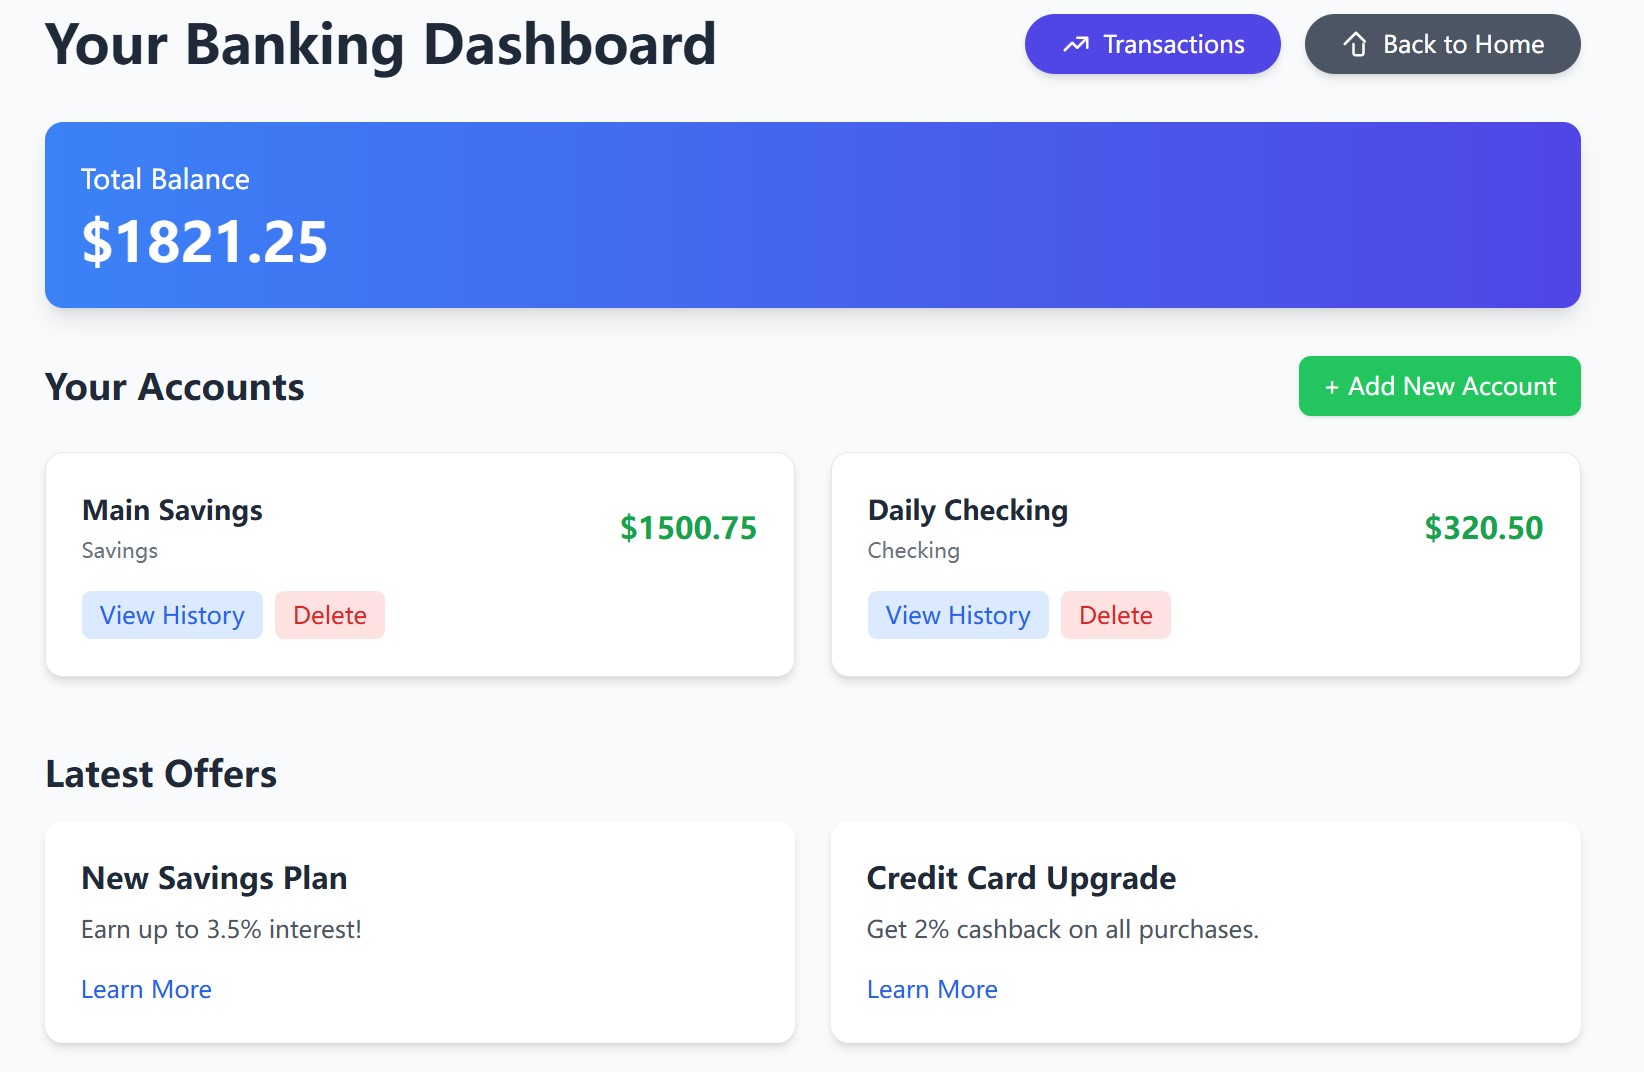 Your Banking Dashboard
Transactions
Back to Home
Total Balance
$1821.25
Your Accounts
+ Add New Account
Main Savings
Savings
$1500.75
View History
Delete
Daily Checking
Checking
$320.50
View History
Delete
Latest Offers
New Savings Plan
Earn up to 3.5% interest!
Learn More
Credit Card Upgrade
Get 2% cashback on all purchases.
Learn More